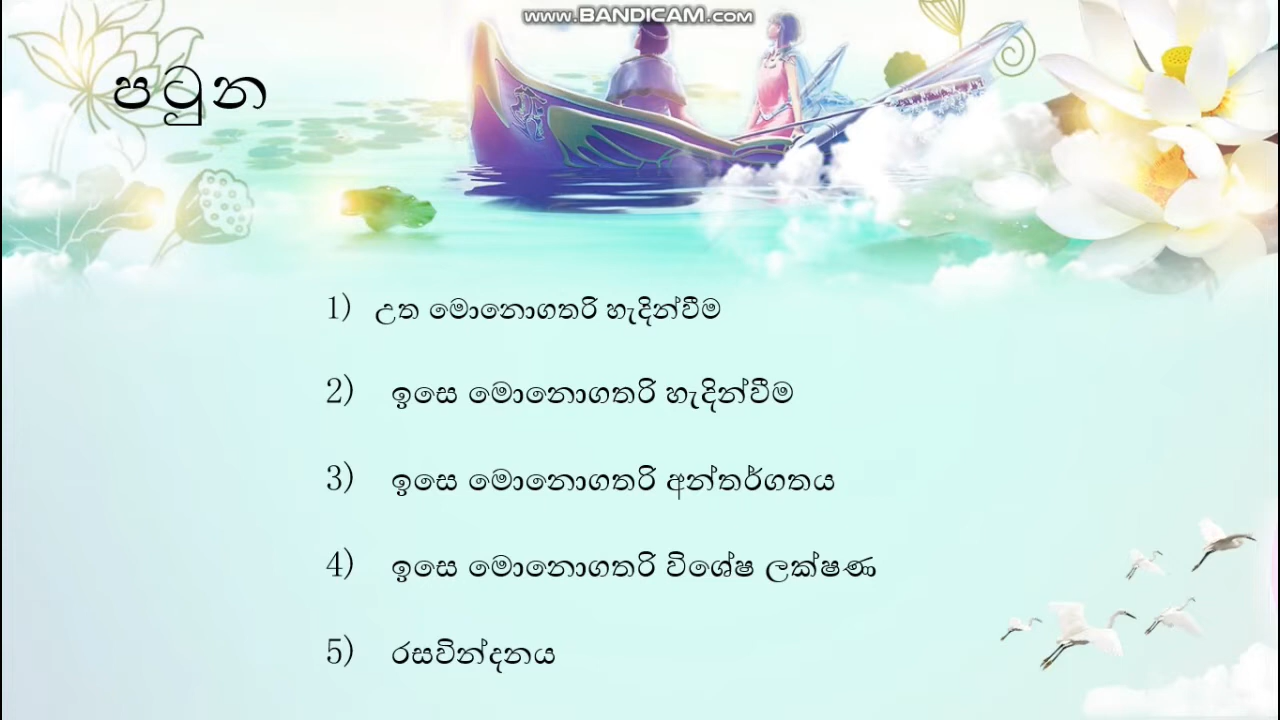 www.BANDICAM.com
පටුන
1) උත මොනොගතරි හැදින්වීම
2) ඉසෙ මොනොගතරි හැදින්වීම
3) ඉසෙ මොනොගතරි අන්තර්ගතය
4) ඉසෙ මොනොගතරි විශේෂ ලක්ෂණ
5) රසවින්දනය